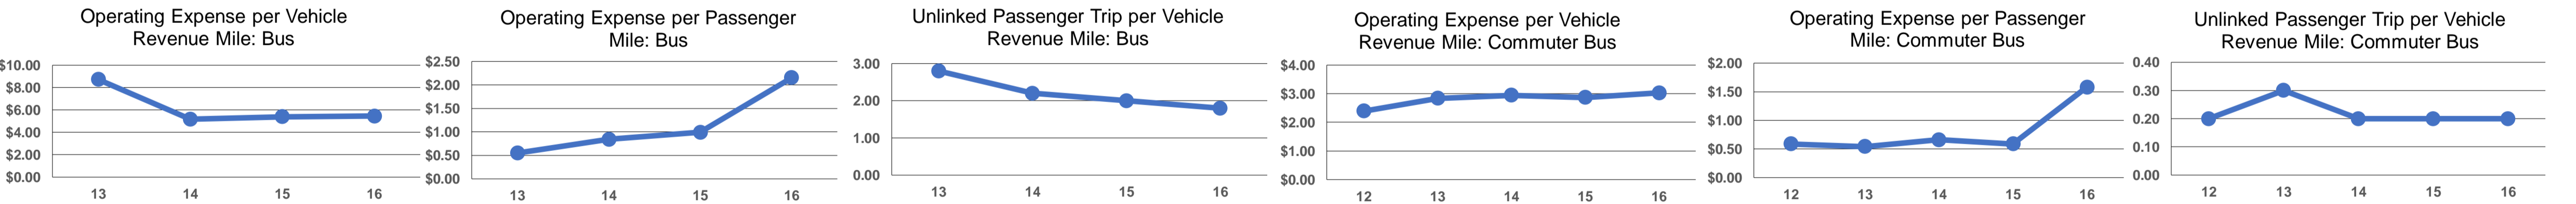 Operating Expense per Vehicle
Revenue Mile: Bus
$10.00
$8.00
$6.00
$4.00
$2.00
$0.00
13 14 15 16
Operating Expense per Passenger
Mile: Bus
$2.50
$2.00
$1.50
$1.00
$0.50
$0.00
13 14 15 16
Unlinked Passenger Trip per Vehicle
Revenue Mile: Bus
3.00
2.00
1.00
0.00
13 14 15 16
Operating Expense per Vehicle
Revenue Mile: Commuter Bus
$4.00
$3.00
$2.00
$1.00
$0.00
12 13 14 15 16
Operating Expense per Passenger
Mile: Commuter Bus
$2.00
$1.50
$1.00
$0.50
$0.00
12 13 14 15 16
Unlinked Passenger Trip per Vehicle
Revenue Mile: Commuter Bus
0.40
0.30
0.20
0.10
0.00
12 13 14 15 16